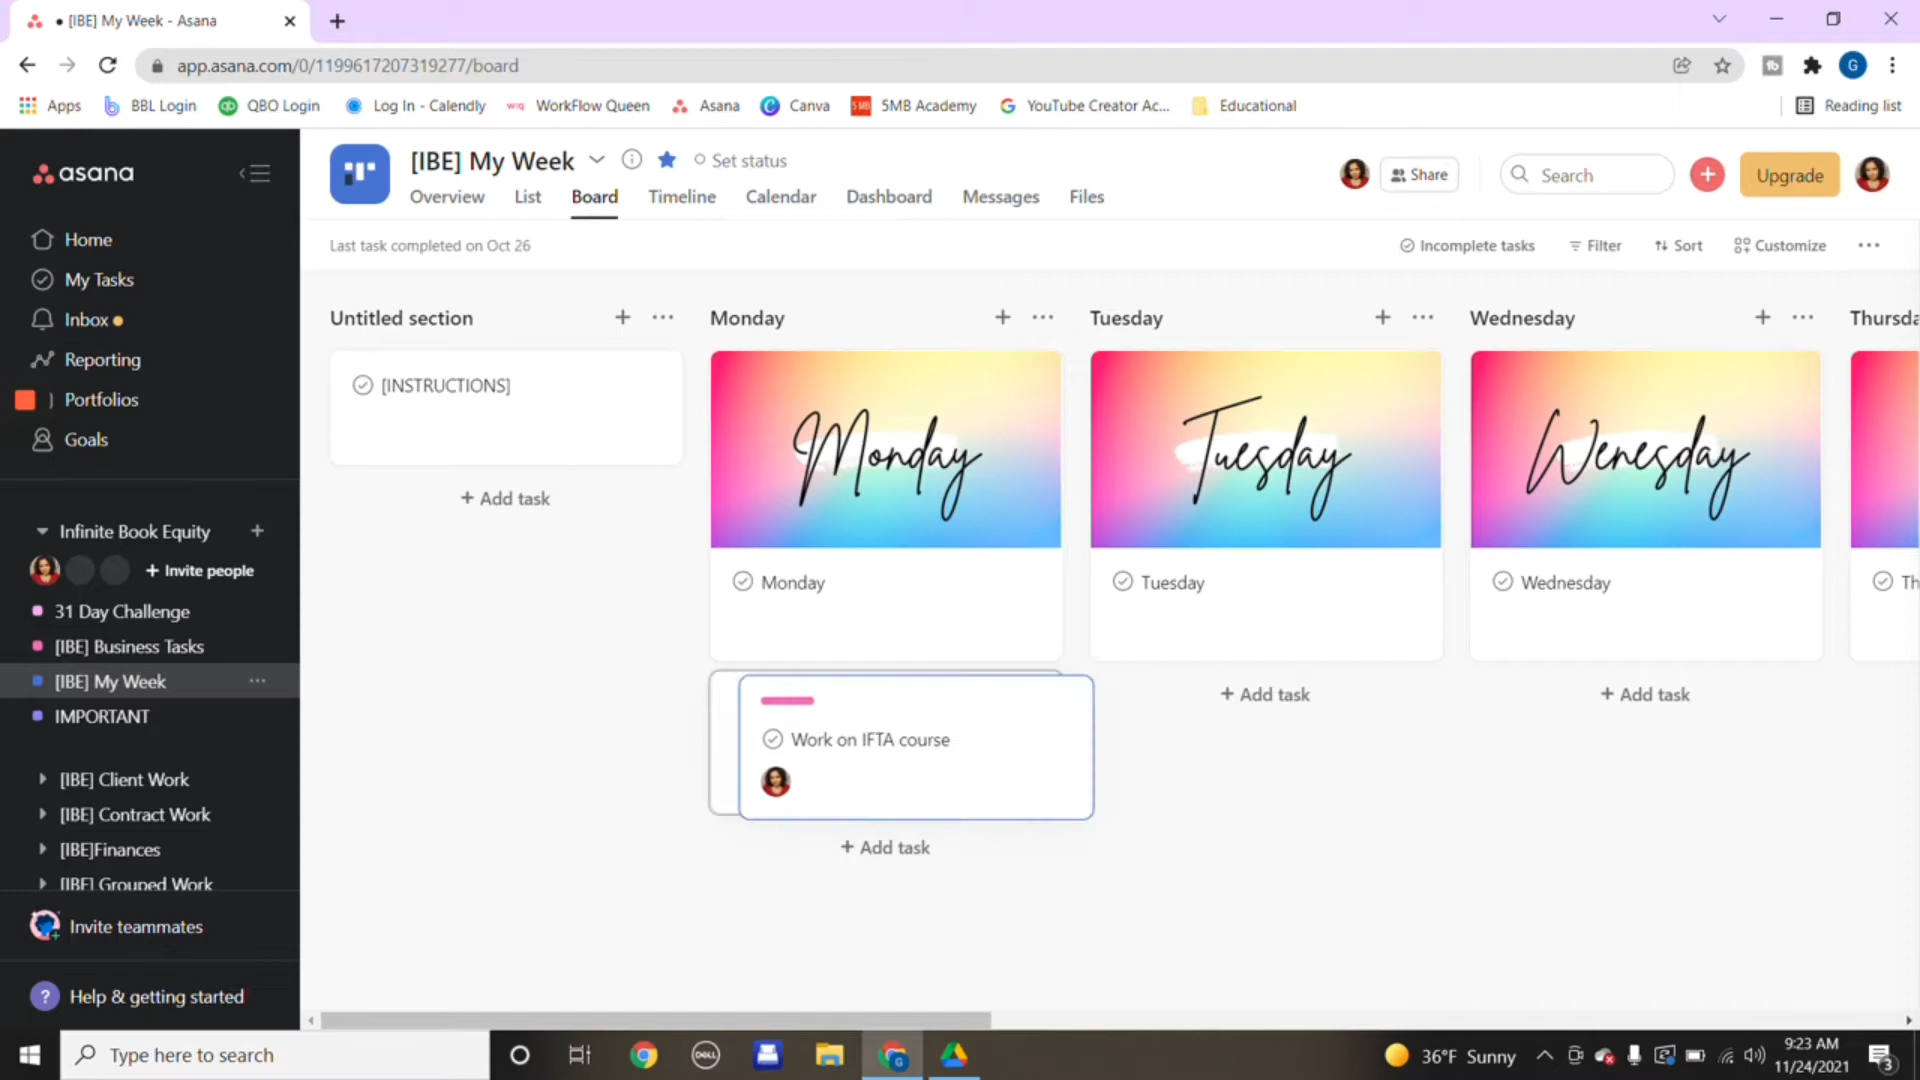 • [IBE] My Week - Asana
app.asana.com/0/1199617207319277/board
Apps
BBL Login
QBO Login
Log In - Calendly
WorkFlow Queen
Asana
Canva
5MB Academy
YouTube Creator Ac...
Educational
Reading list
asana
Home
My Tasks
Inbox
Reporting
Portfolios
Goals
Infinite Book Equity
+ Invite people
31 Day Challenge
[IBE] Business Tasks
[IBE] My Week
IMPORTANT
[IBE] Client Work
[IBE] Contract Work
[IBE]Finances
[IBE] Grouped Work
Invite teammates
? Help & getting started
[IBE] My Week
Set status
Overview
List
Board
Timeline
Calendar
Dashboard
Messages
Files
Share
Search
Upgrade
Last task completed on Oct 26
Incomplete tasks
Filter
Sort
Customize
Untitled section
[INSTRUCTIONS]
+ Add task
Monday
Monday
Monday
Work on IFTA course
+ Add task
Tuesday
Tuesday
Tuesday
+ Add task
Wednesday
Wenesday
Wednesday
+ Add task
Thursda
Th
Type here to search
DELL
36°F Sunny
9:23 AM
11/24/2021
3